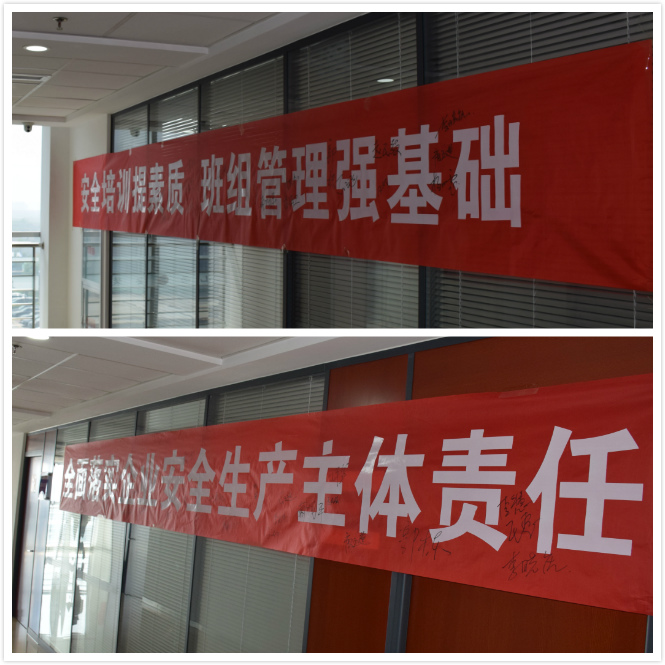 安全培训提素质 班组管理强基础
全面落实企业安全生产主体责任